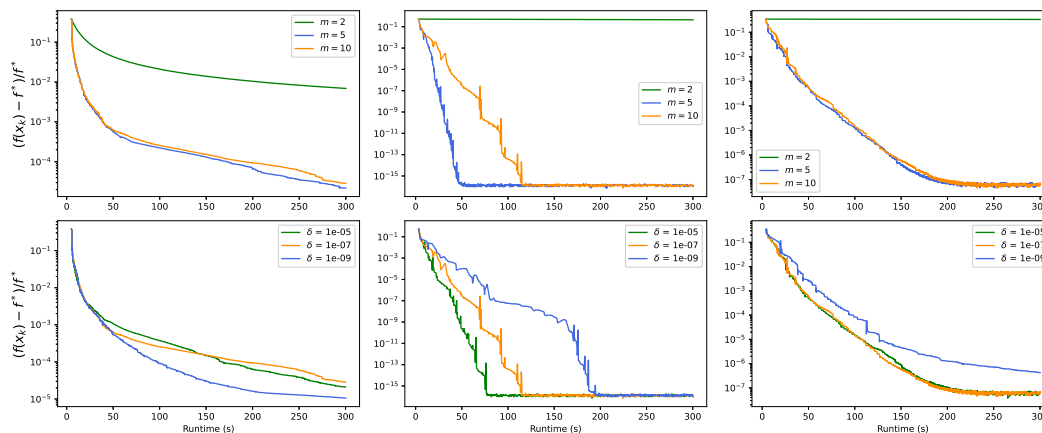 (f(x_k) − f*)/f*
10^−1
10^−2
10^−3
10^−4
0 50 100 150 200 250 300
m = 2
m = 5
m = 10
10^−1
10^−3
10^−5
10^−7
10^−9
10^−11
10^−13
10^−15
0 50 100 150 200 250 300
m = 2
m = 5
m = 10
10^−1
10^−2
10^−3
10^−4
10^−5
10^−6
10^−7
0 50 100 150 200 250 300
m = 2
m = 5
m = 10
(f(x_k) − f*)/f*
10^−1
10^−2
10^−3
10^−4
10^−5
0 50 100 150 200 250 300
Runtime (s)
δ = 1e-05
δ = 1e-07
δ = 1e-09
10^−1
10^−3
10^−5
10^−7
10^−9
10^−11
10^−13
10^−15
0 50 100 150 200 250 300
Runtime (s)
δ = 1e-05
δ = 1e-07
δ = 1e-09
10^−1
10^−2
10^−3
10^−4
10^−5
10^−6
10^−7
0 50 100 150 200 250 300
Runtime (s)
δ = 1e-05
δ = 1e-07
δ = 1e-09